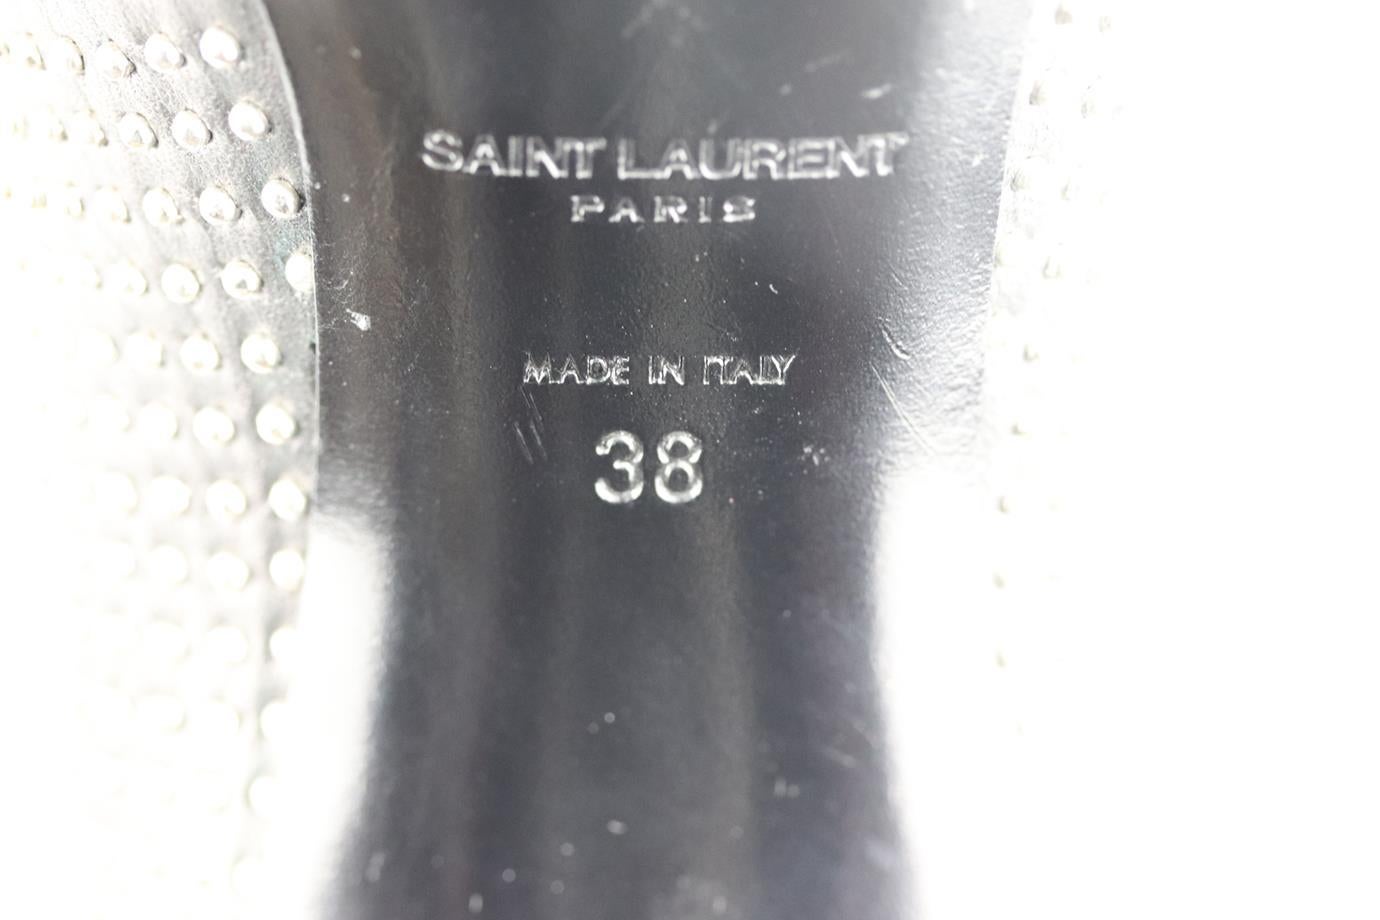 SAINT LAURENT
PARIS
MADE IN ITALY
38